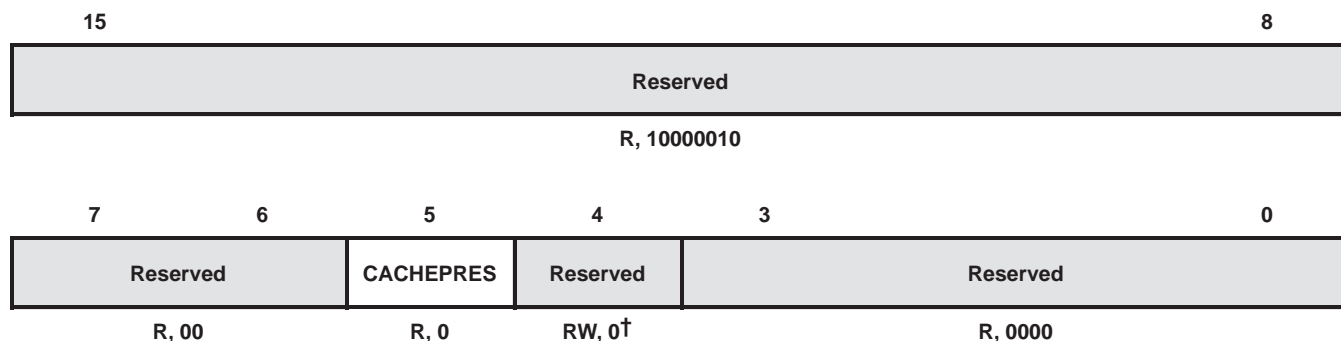 15 8
Reserved
R, 10000010
7 6 5 4 3 0
Reserved CACHEPRES Reserved Reserved
R, 00 R, 0 RW, 0† R, 0000